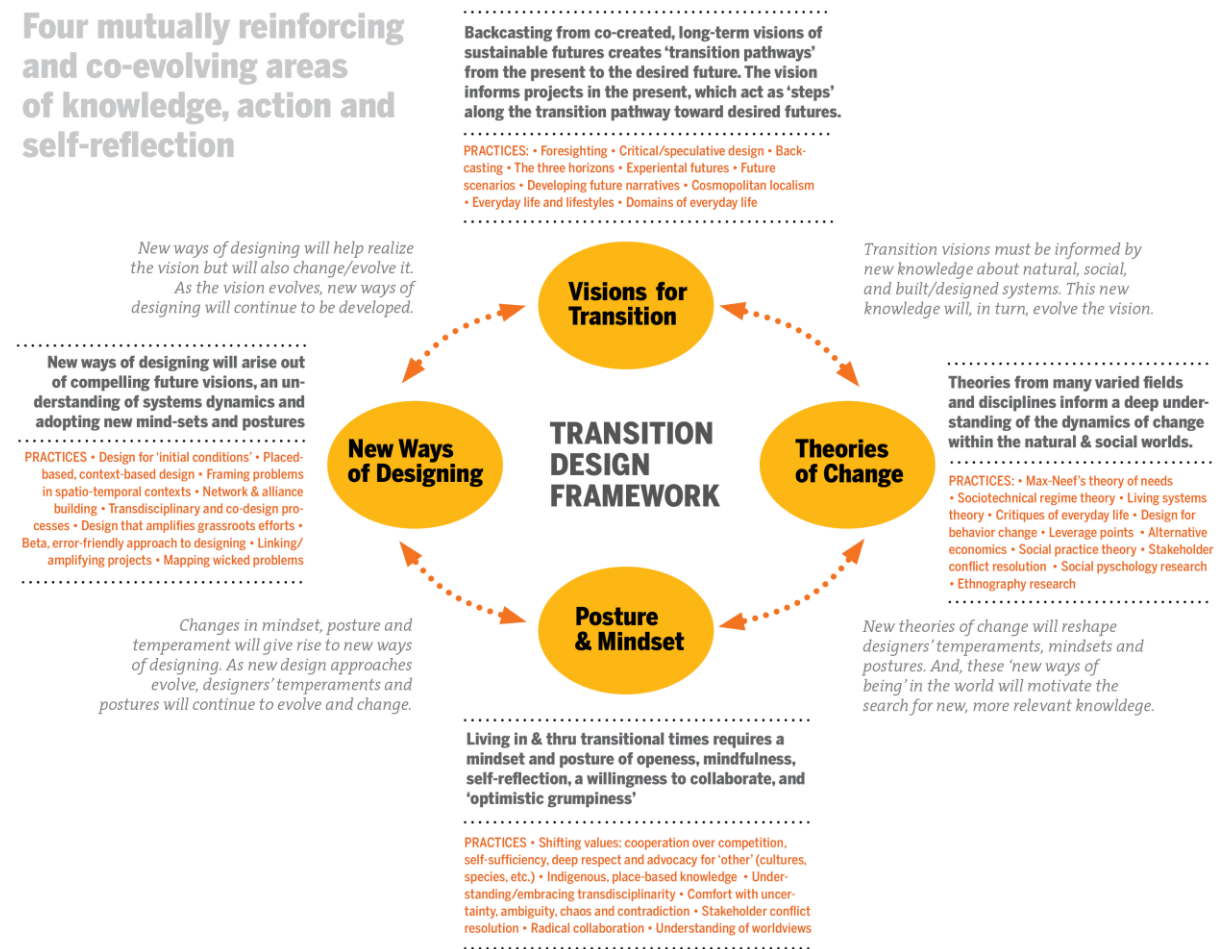 Four mutually reinforcing
and co-evolving areas
of knowledge, action and
self-reflection
Backcasting from co-created, long-term visions of
sustainable futures creates ‘transition pathways’
from the present to the desired future. The vision
informs projects in the present, which act as ‘steps’
along the transition pathway toward desired futures.
PRACTICES: • Foresighting • Critical/speculative design • Back-
casting • The three horizons • Experiental futures • Future
scenarios • Developing future narratives • Cosmopolitan localism
• Everyday life and lifestyles • Domains of everyday life
New ways of designing will help realize
the vision but will also change/evolve it.
As the vision evolves, new ways of
designing will continue to be developed.
Visions for
Transition
Transition visions must be informed by
new knowledge about natural, social,
and built/designed systems. This new
knowledge will, in turn, evolve the vision.
New ways of designing will arise out
of compelling future visions, an un-
derstanding of systems dynamics and
adopting new mind-sets and postures
PRACTICES • Design for ‘initial conditions’ • Placed-
based, context-based design • Framing problems
in spatio-temporal contexts • Network & alliance
building • Transdisciplinary and co-design pro-
cesses • Design that amplifies grassroots efforts •
Beta, error-friendly approach to designing • Linking/
amplifying projects • Mapping wicked problems
New Ways
of Designing
TRANSITION
DESIGN
FRAMEWORK
Theories
of Change
Theories from many varied fields
and disciplines inform a deep under-
standing of the dynamics of change
within the natural & social worlds.
PRACTICES: • Max-Neef’s theory of needs
• Sociotechnical regime theory • Living systems
theory • Critiques of everyday life • Design for
behavior change • Leverage points • Alternative
economics • Social practice theory • Stakeholder
conflict resolution • Social pyschology research
• Ethnography research
Changes in mindset, posture and
temperament will give rise to new ways
of designing. As new design approaches
evolve, designers’ temperaments and
postures will continue to evolve and change.
Posture
& Mindset
New theories of change will reshape
designers’ temperaments, mindsets and
postures. And, these ‘new ways of
being’ in the world will motivate the
search for new, more relevant knowldege.
Living in & thru transitional times requires a
mindset and posture of openess, mindfulness,
self-reflection, a willingness to collaborate, and
‘optimistic grumpiness’
PRACTICES • Shifting values: cooperation over competition,
self-sufficiency, deep respect and advocacy for ‘other’ (cultures,
species, etc.) • Indigenous, place-based knowledge • Under-
standing/embracing transdisciplinarity • Comfort with uncer-
tainty, ambiguity, chaos and contradiction • Stakeholder conflict
resolution • Radical collaboration • Understanding of worldviews